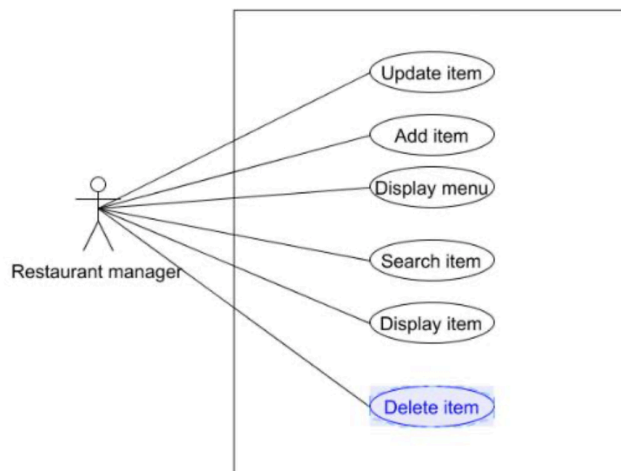 Update item
Add item
Display menu
Search item
Restaurant manager
Display item
Delete item